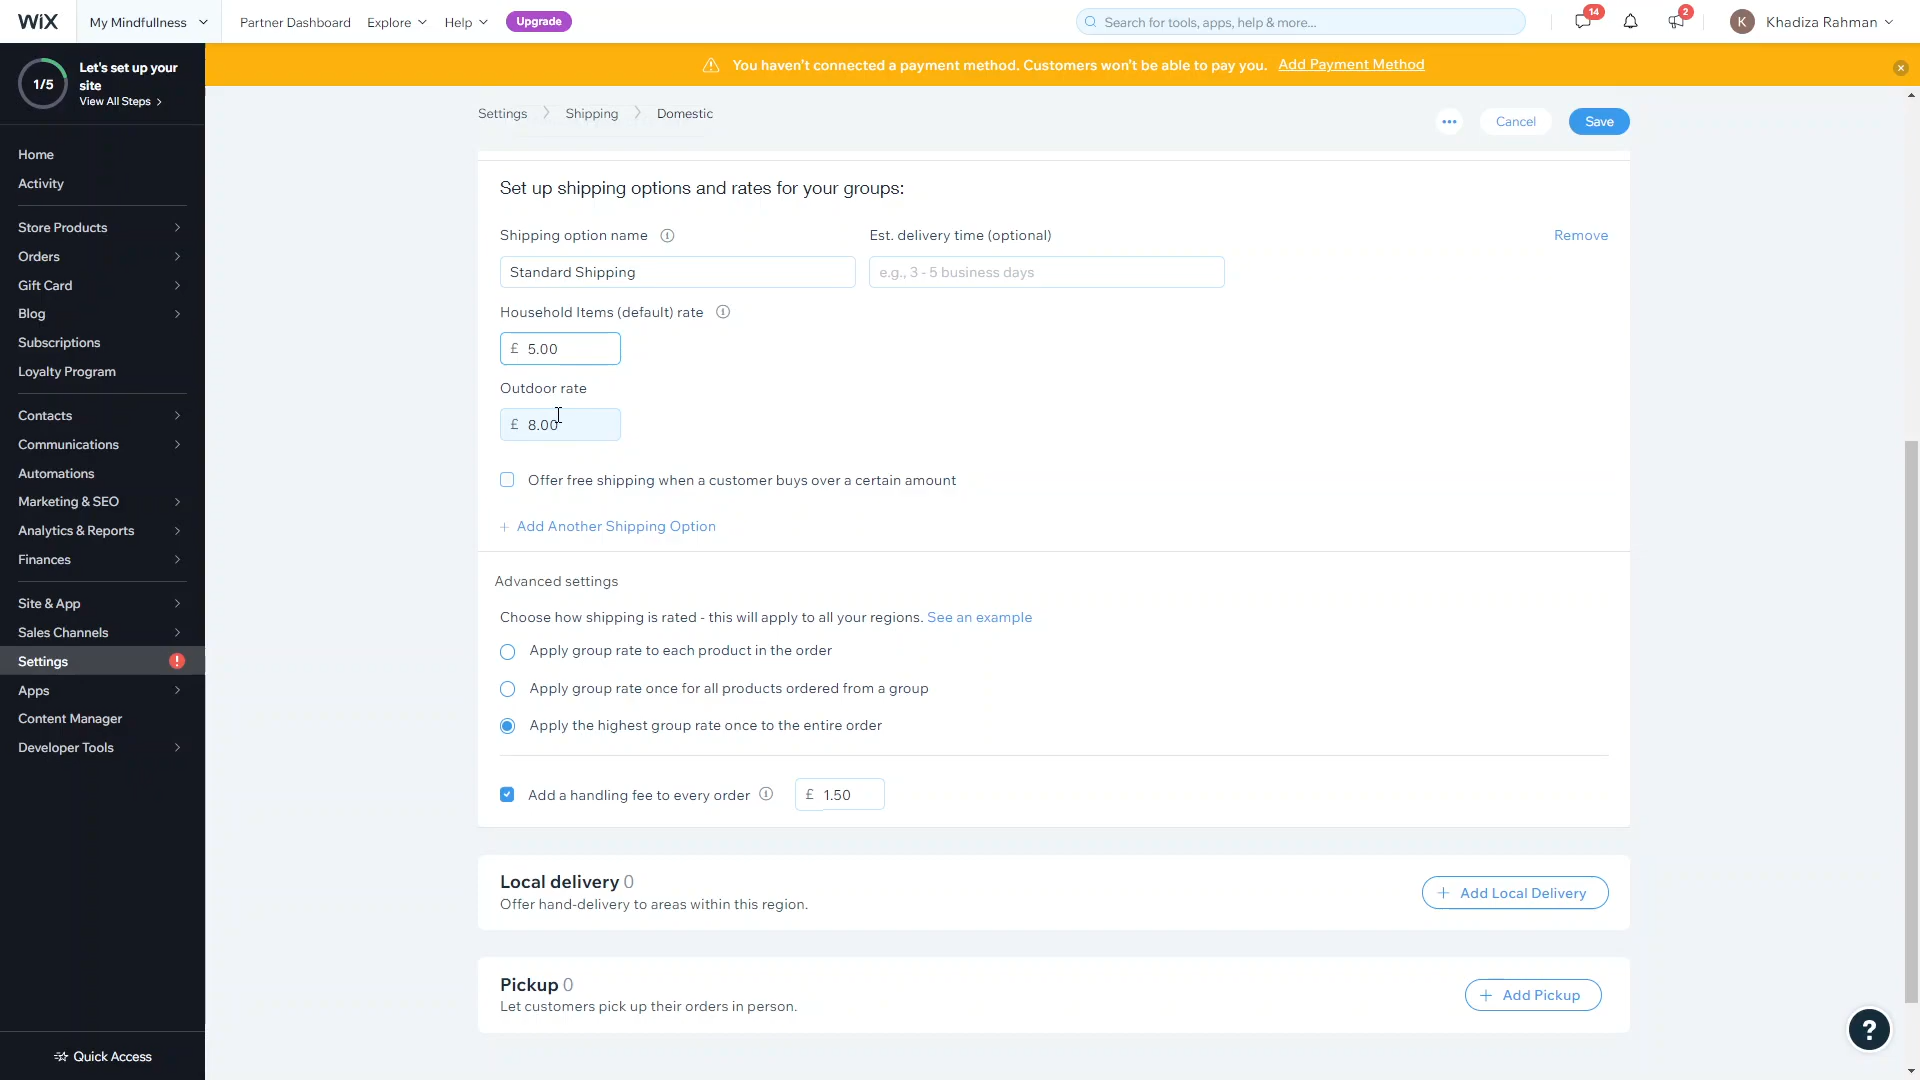 WiX
My Mindfullness
Partner Dashboard
Explore
Help
Upgrade
Search for tools, apps, help & more...
14
2
K
Khadiza Rahman
1/5
Let's set up your
site
View All Steps >
You haven't connected a payment method. Customers won't be able to pay you. Add Payment Method
Home
Activity
Store Products
Orders
Gift Card
Blog
Subscriptions
Loyalty Program
Contacts
Communications
Automations
Marketing & SEO
Analytics & Reports
Finances
Site & App
Sales Channels
Settings !
Apps
Content Manager
Developer Tools
Quick Access
Settings > Shipping > Domestic
Cancel
Save
Set up shipping options and rates for your groups:
Shipping option name
Est. delivery time (optional)
Remove
Standard Shipping
e.g., 3 - 5 business days
Household Items (default) rate
£ 5.00
Outdoor rate
£ 8.00
Offer free shipping when a customer buys over a certain amount
+ Add Another Shipping Option
Advanced settings
Choose how shipping is rated - this will apply to all your regions. See an example
Apply group rate to each product in the order
Apply group rate once for all products ordered from a group
Apply the highest group rate once to the entire order
Add a handling fee to every order
£ 1.50
Local delivery 0
Offer hand-delivery to areas within this region.
+ Add Local Delivery
Pickup 0
Let customers pick up their orders in person.
+ Add Pickup
?